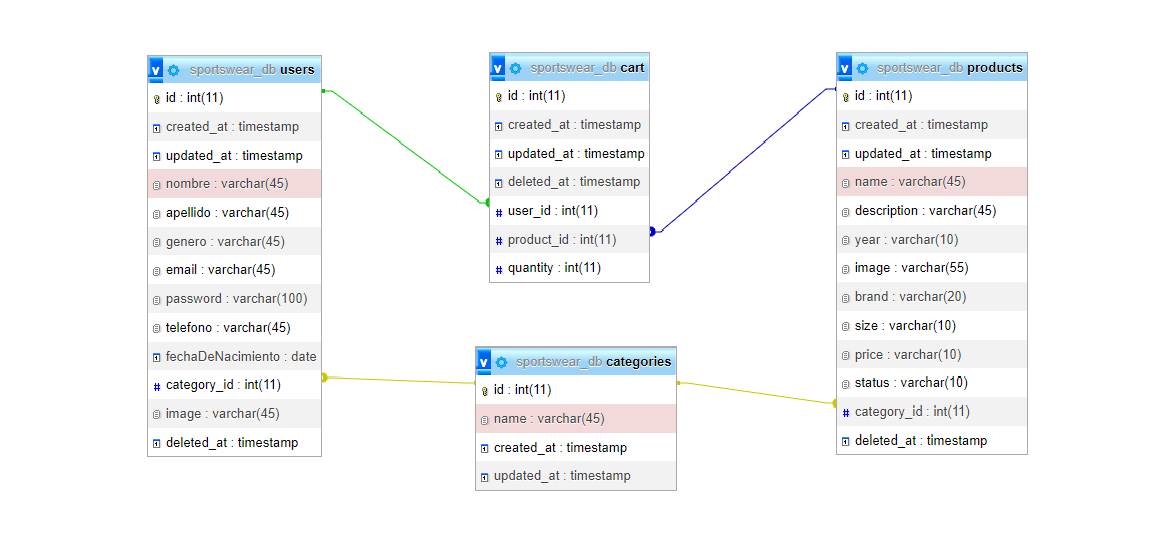 v sportswear_db users
id : int(11)
created_at : timestamp
updated_at : timestamp
nombre : varchar(45)
apellido : varchar(45)
genero : varchar(45)
email : varchar(45)
password : varchar(100)
telefono : varchar(45)
fechaDeNacimiento : date
# category_id : int(11)
image : varchar(45)
deleted_at : timestamp
v sportswear_db cart
id : int(11)
created_at : timestamp
updated_at : timestamp
deleted_at : timestamp
# user_id : int(11)
# product_id : int(11)
# quantity : int(11)
v sportswear_db categories
id : int(11)
name : varchar(45)
created_at : timestamp
updated_at : timestamp
v sportswear_db products
id : int(11)
created_at : timestamp
updated_at : timestamp
name : varchar(45)
description : varchar(45)
year : varchar(10)
image : varchar(55)
brand : varchar(20)
size : varchar(10)
price : varchar(10)
status : varchar(10)
# category_id : int(11)
deleted_at : timestamp